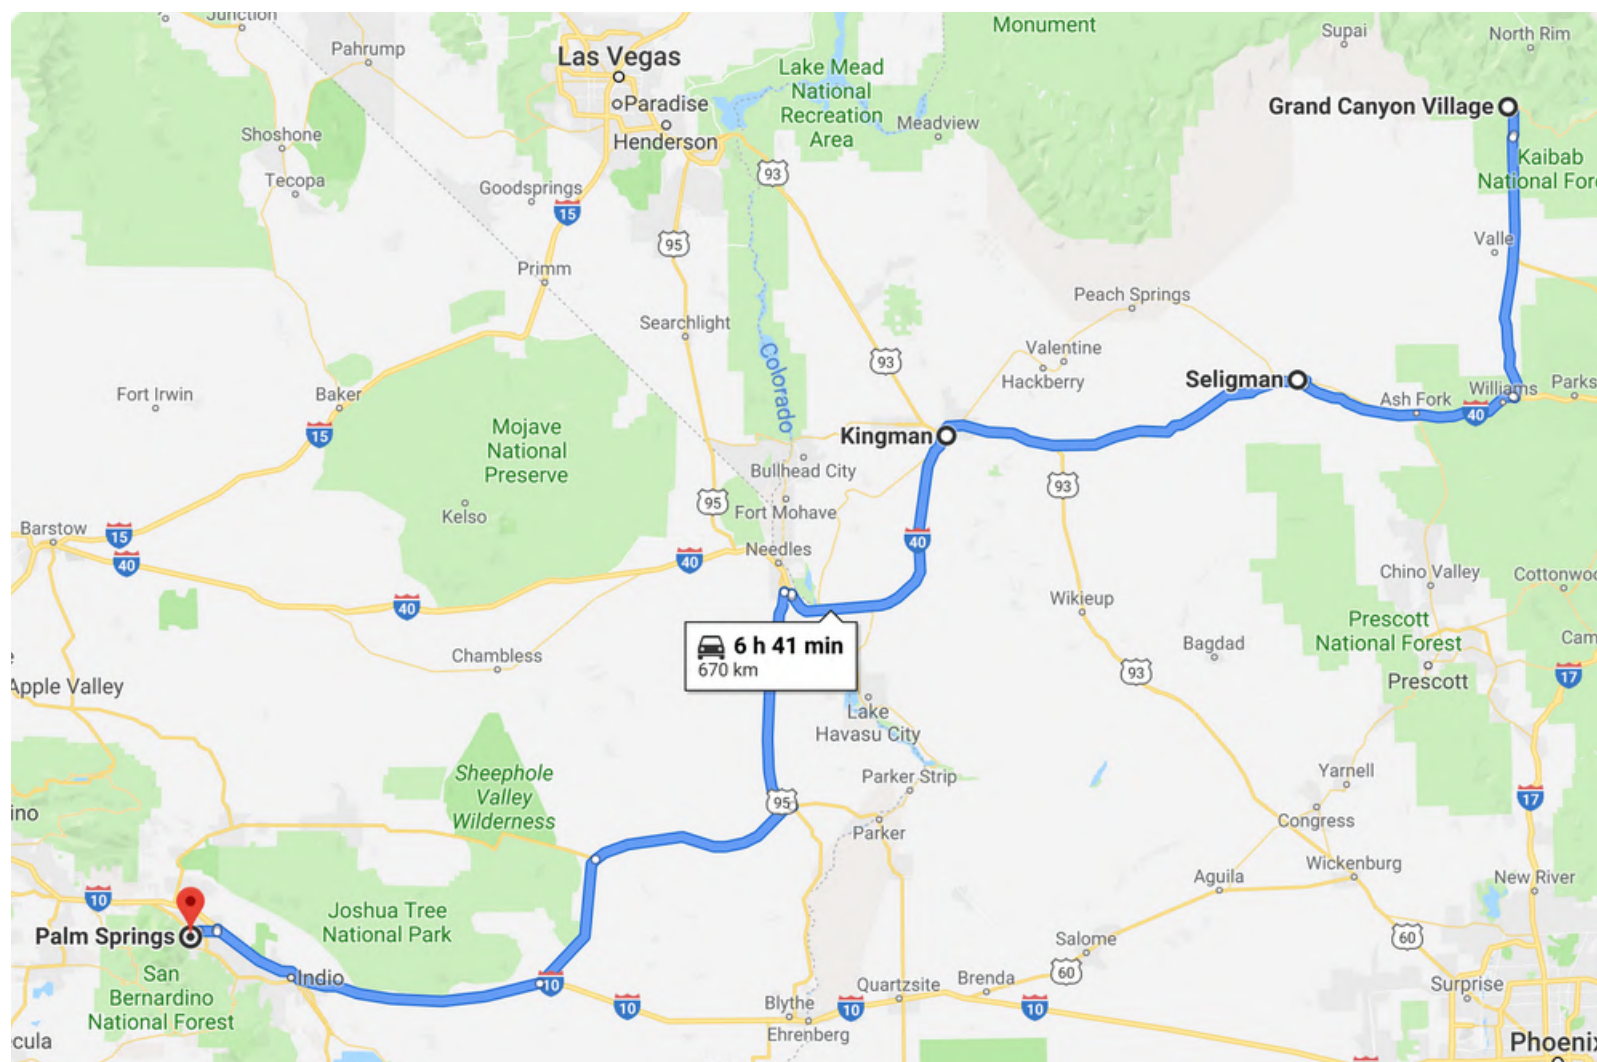 Junction
Pahrump
Las Vegas
Monument
Supai
North Rim
Lake Mead
National
Recreation
Area
Paradise
Henderson
Meadview
Grand Canyon Village
Shoshone
Kaibab
National Fore
Tecopa
Goodsprings
93
15
95
Valle
Primm
Peach Springs
Searchlight
Colorado
93
Valentine
Hackberry
Seligman
Fort Irwin
Baker
Ash Fork
Williams
Parks
40
15
Mojave
National
Preserve
Kingman
Bullhead City
93
95
Kelso
Fort Mohave
Barstow
15
40
40
Needles
40
40
Chino Valley
Cottonwoo
Wikieup
Prescott
National Forest
Bagdad
Cam
6 h 41 min
670 km
Chambless
93
17
Prescott
Apple Valley
Lake
Havasu City
Sheephole
Valley
Wilderness
Parker Strip
Yarnell
95
17
ino
Parker
Congress
Wickenburg
Aguila
New River
10
Joshua Tree
National Park
Palm Springs
60
Salome
San
Bernardino
National Forest
Indio
10
60
Quartzsite
Brenda
Surprise
10
Blythe
10
10
Ehrenberg
cula
Phoenix